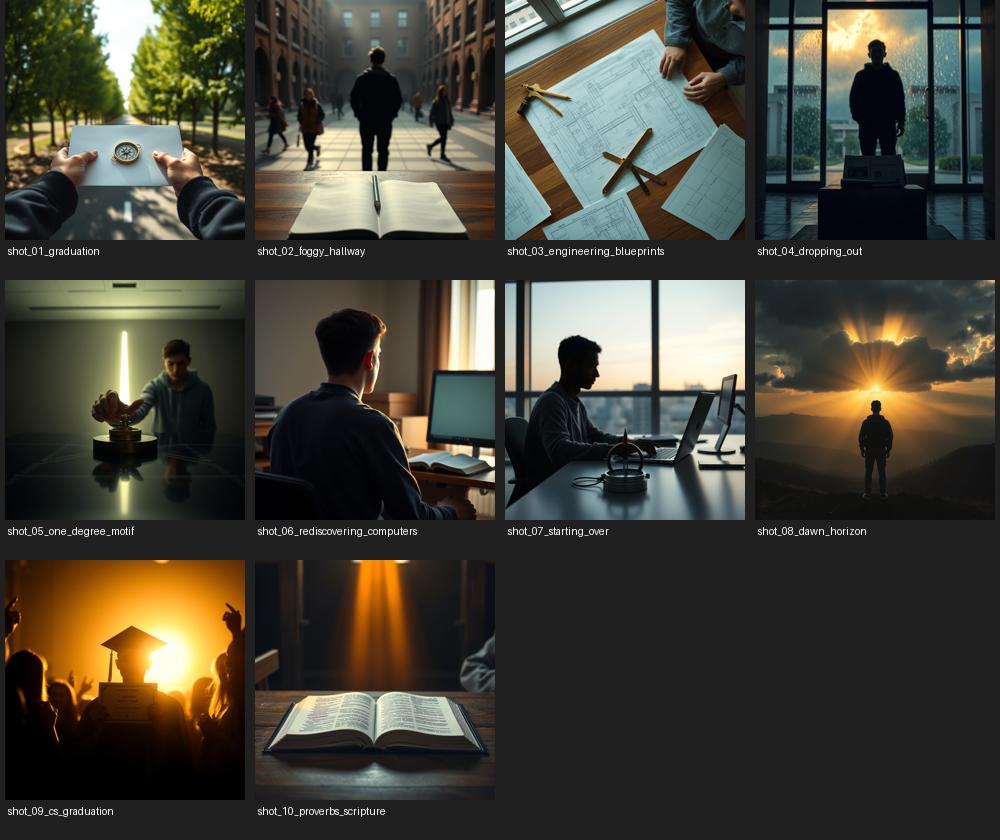 shot_01_graduation
shot_02_foggy_hallway
shot_03_engineering_blueprints
shot_04_dropping_out
shot_05_one_degree_motif
shot_06_rediscovering_computers
shot_07_starting_over
shot_08_dawn_horizon
shot_09_cs_graduation
shot_10_proverbs_scripture